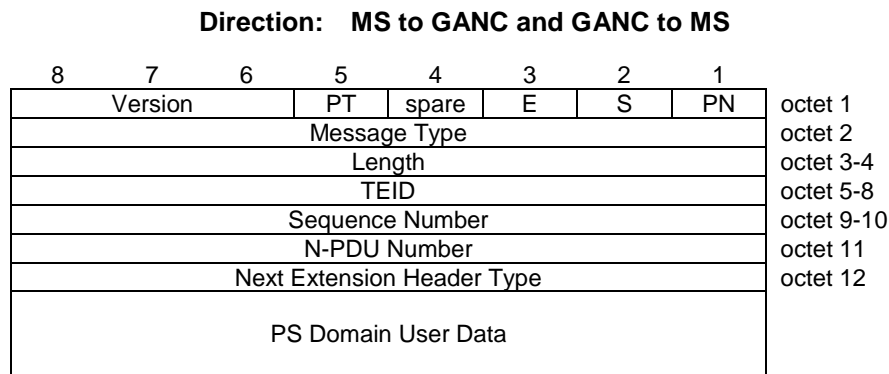 Direction: MS to GANC and GANC to MS
8 7 6 5 4 3 2 1
Version PT spare E S PN octet 1
Message Type octet 2
Length octet 3-4
TEID octet 5-8
Sequence Number octet 9-10
N-PDU Number octet 11
Next Extension Header Type octet 12
PS Domain User Data